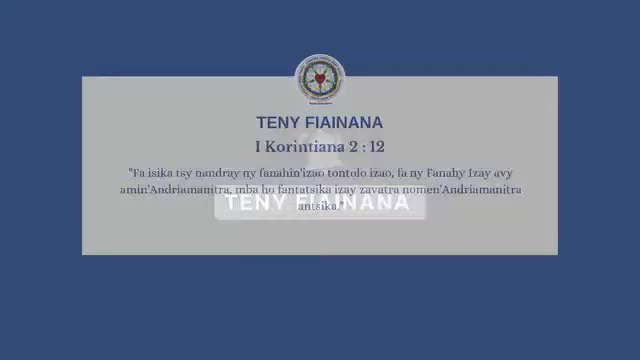 TENY FIAINANA
I Korintiana 2 : 12
"Fa isika tsy nandray ny fanahin'izao tontolo izao, fa ny Fanahy Izay avy
amin'Andriamanitra, mba ho fantatsika izay zavatra nomen'Andriamanitra
antsika."
TENY FIAINANA